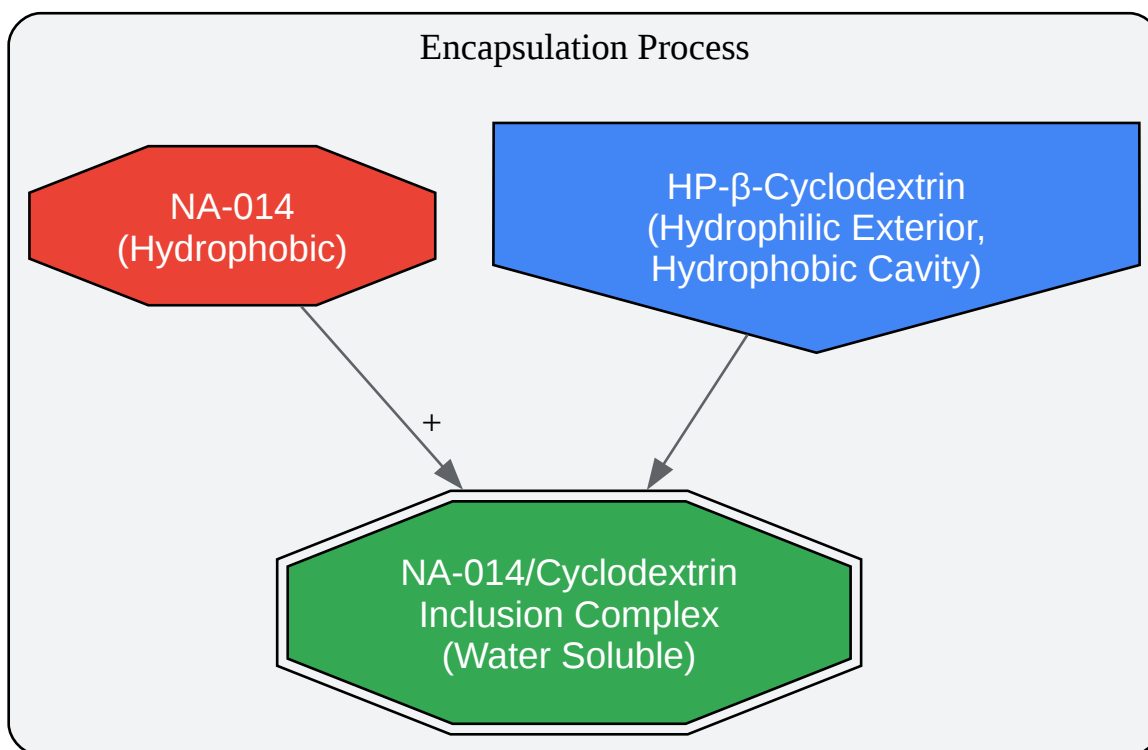 Encapsulation Process
NA-014
(Hydrophobic)
HP-β-Cyclodextrin
(Hydrophilic Exterior,
Hydrophobic Cavity)
+
NA-014/Cyclodextrin
Inclusion Complex
(Water Soluble)